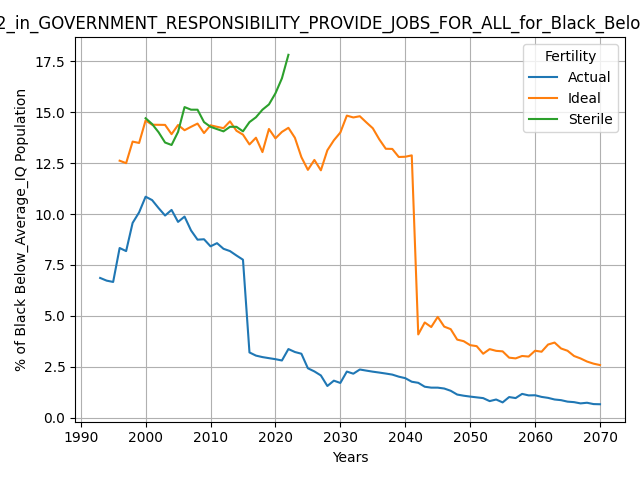 2_in_GOVERNMENT_RESPONSIBILITY_PROVIDE_JOBS_FOR_ALL_for_Black_Belo
Fertility
Actual
Ideal
Sterile
% of Black Below_Average_IQ Population
17.5
15.0
12.5
10.0
7.5
5.0
2.5
0.0
1990 2000 2010 2020 2030 2040 2050 2060 2070
Years